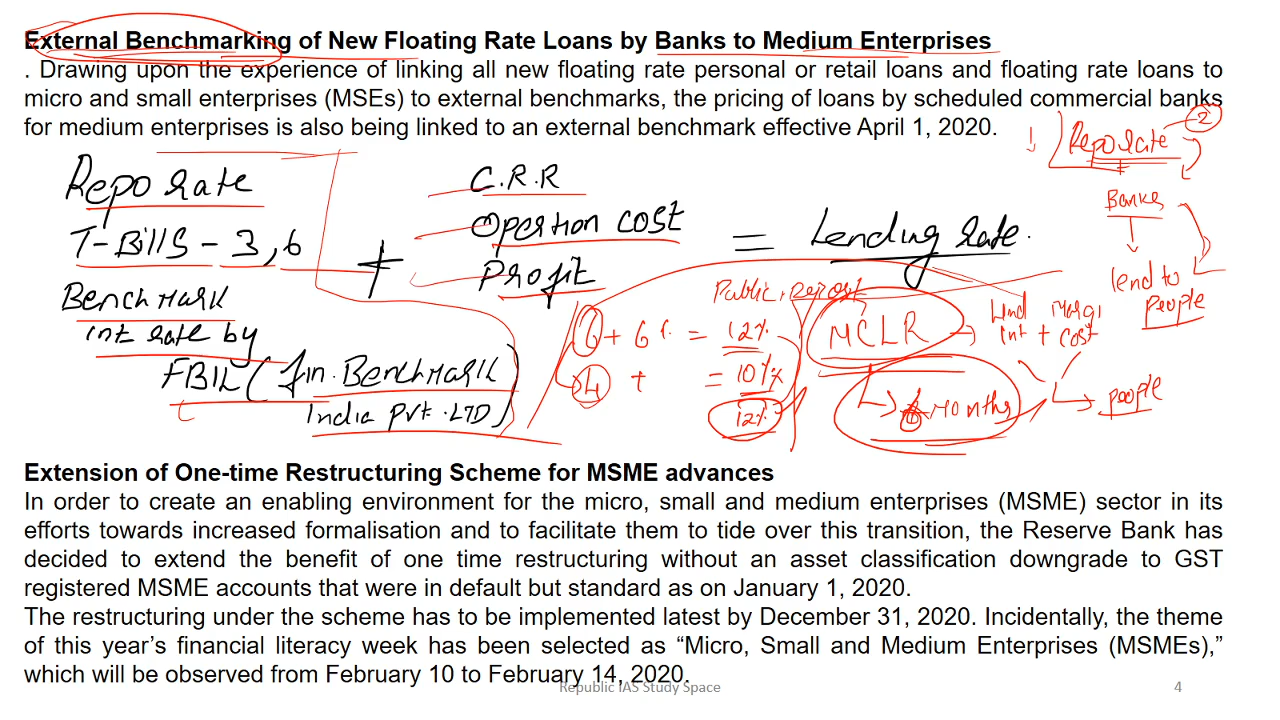 External Benchmarking of New Floating Rate Loans by Banks to Medium Enterprises
. Drawing upon the experience of linking all new floating rate personal or retail loans and floating rate loans to
micro and small enterprises (MSEs) to external benchmarks, the pricing of loans by scheduled commercial banks
for medium enterprises is also being linked to an external benchmark effective April 1, 2020.
Repo Rate
T-Bills - 3, 6
Benchmark
int Rate by
FBIL ( fin. Benchmark
India Pvt. LTD)
+
C.R.R
Opertion cost
Profit
= Lending Rate.
Repo Rate 2
Banks
lend to
people
Public, Repost
6 + 6 % = 12%
4 + = 10%
12%
MCLR
int + cost
Months
people
Extension of One-time Restructuring Scheme for MSME advances
In order to create an enabling environment for the micro, small and medium enterprises (MSME) sector in its
efforts towards increased formalisation and to facilitate them to tide over this transition, the Reserve Bank has
decided to extend the benefit of one time restructuring without an asset classification downgrade to GST
registered MSME accounts that were in default but standard as on January 1, 2020.
The restructuring under the scheme has to be implemented latest by December 31, 2020. Incidentally, the theme
of this year’s financial literacy week has been selected as “Micro, Small and Medium Enterprises (MSMEs),”
which will be observed from February 10 to February 14, 2020.
Republic IAS Study Space
4